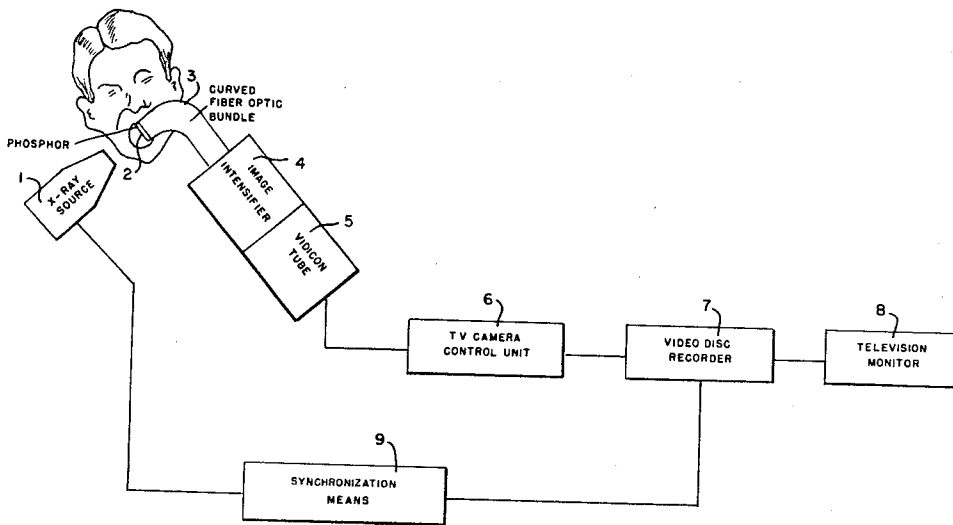 3
CURVED
FIBER OPTIC
BUNDLE
PHOSPHOR
2
1
X-RAY
SOURCE
4
IMAGE
INTENSIFIER
5
VIDICON
TUBE
6
TV CAMERA
CONTROL UNIT
7
VIDEO DISC
RECORDER
8
TELEVISION
MONITOR
9
SYNCHRONIZATION
MEANS